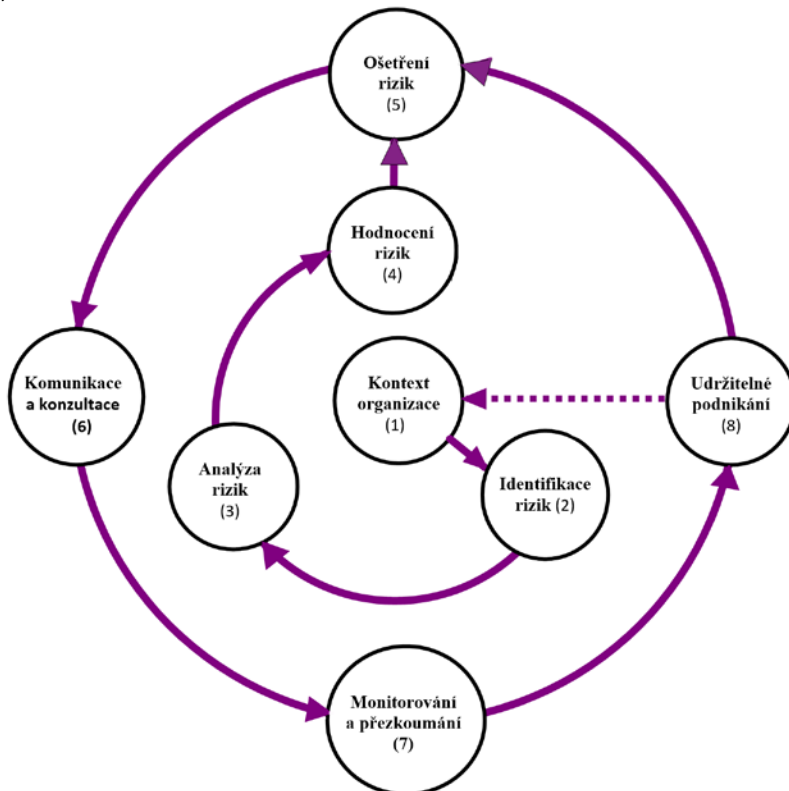 Ošetření
rizik
(5)
Hodnocení
rizik
(4)
Komunikace
a konzultace
(6)
Kontext
organizace
(1)
Udržitelné
podnikání
(8)
Analýza
rizik
(3)
Identifikace
rizik (2)
Monitorování
a přezkoumání
(7)